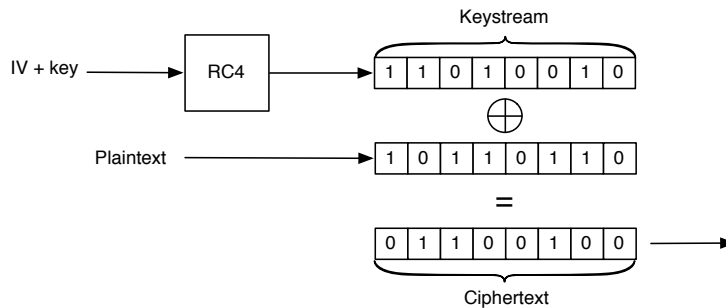 Keystream
IV + key RC4 1 1 0 1 0 0 1 0
Plaintext 1 0 1 1 0 1 1 0
=
0 1 1 0 0 1 0 0
Ciphertext